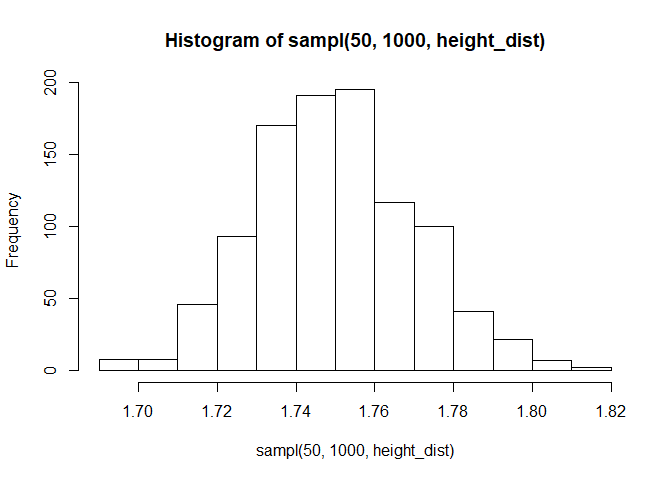 Histogram of sampl(50, 1000, height_dist)
Frequency
200
150
100
50
0
1.70 1.72 1.74 1.76 1.78 1.80 1.82
sampl(50, 1000, height_dist)